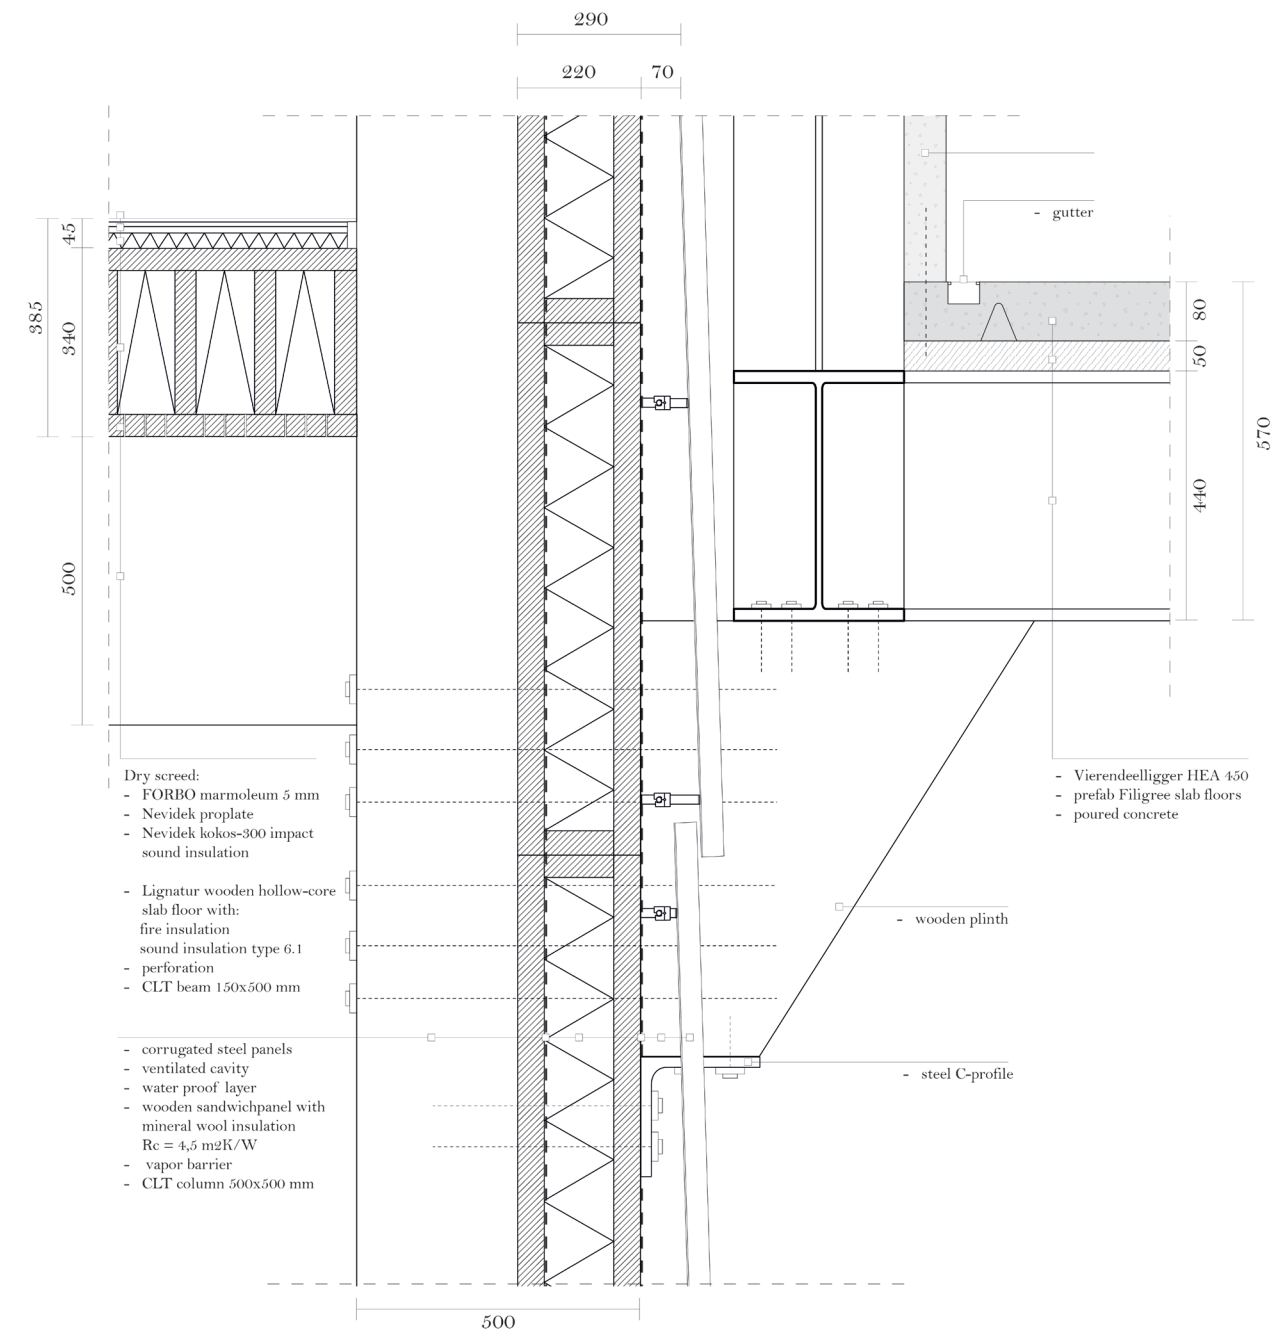 290
220
70
- gutter
45
385
340
80
50
570
440
500
Dry screed:
- FORBO marmoleum 5 mm
- Nevidek proplate
- Nevidek kokos-300 impact
sound insulation
- Lignatur wooden hollow-core
slab floor with:
fire insulation
sound insulation type 6.1
- perforation
- CLT beam 150x500 mm
- Vierendeelligger HEA 450
- prefab Filigree slab floors
- poured concrete
- wooden plinth
- corrugated steel panels
- ventilated cavity
- water proof layer
- wooden sandwichpanel with
mineral wool insulation
Rc = 4,5 m2K/W
- vapor barrier
- CLT column 500x500 mm
- steel C-profile
500